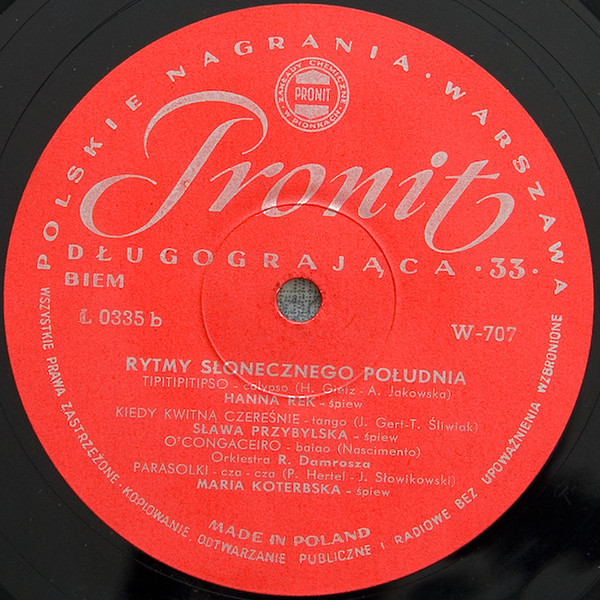 POLSKIE NAGRANIA · WARSZAWA
ZAKŁADY CHEMICZNE
PRONIT
W PIONKACH
Pronit
DŁUGOGRAJĄCA ·33·
BIEM
L 0335 b
W-707
RYTMY SŁONECZNEGO POŁUDNIA
TIPITIPITIPSO - calypso (H. Gietz - A. Jakowska)
HANNA REK - śpiew
KIEDY KWITNA CZEREŚNIE - tango (J. Gert-T. Śliwiak)
SŁAWA PRZYBYLSKA - śpiew
O'CONGACEIRO - baiao (Nascimento)
Orkiestra R. Damrosza
PARASOLKI - cza - cza (P. Hertel - J. Słowikowski)
MARIA KOTERBSKA - śpiew
MADE IN POLAND
WSZYSTKIE PRAWA ZASTRZEŻONE · KOPIOWANIE, ODTWARZANIE PUBLICZNE I RADIOWE BEZ UPOWAŻNIENIA WZBRONIONE